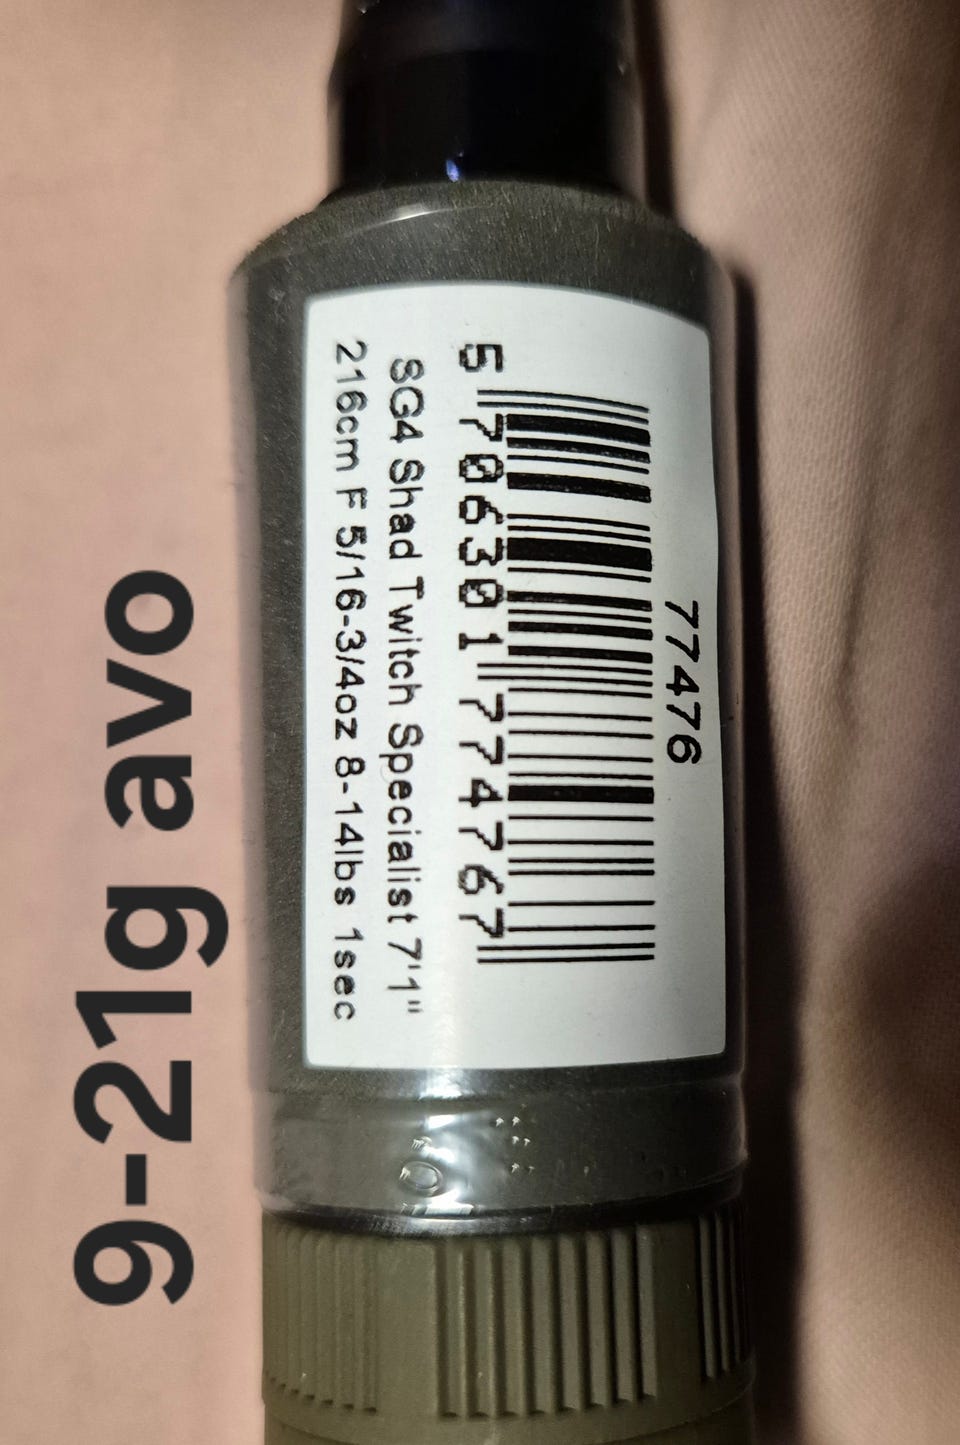 77476
5 706301 774767
SG4 Shad Twitch Specialist 7'1"
216cm F 5/16-3/4oz 8-14lbs 1sec
9-21g avo